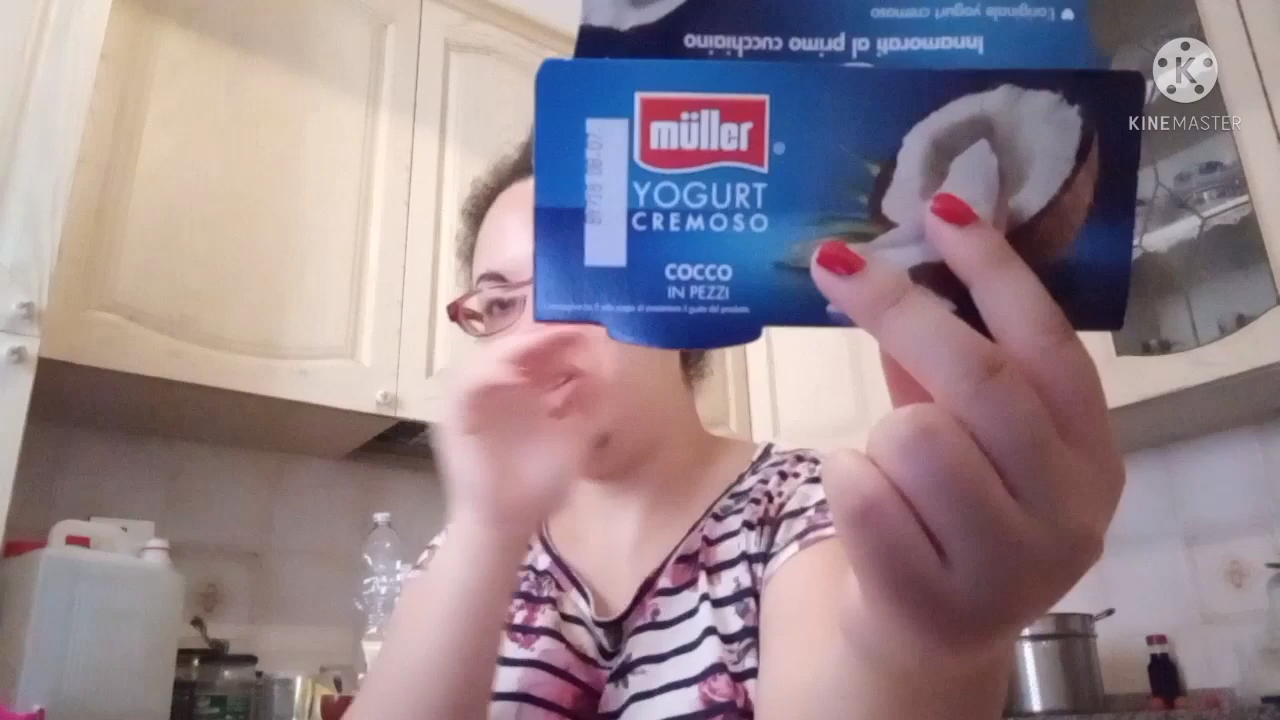 L'originale yogurt cremoso
Innamorati al primo cucchiaino
müller
YOGURT
CREMOSO
COCCO
IN PEZZI
KINEMASTER